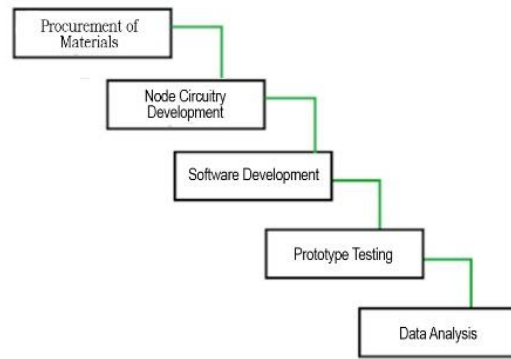 Procurement of
Materials
Node Circuitry
Development
Software Development
Prototype Testing
Data Analysis